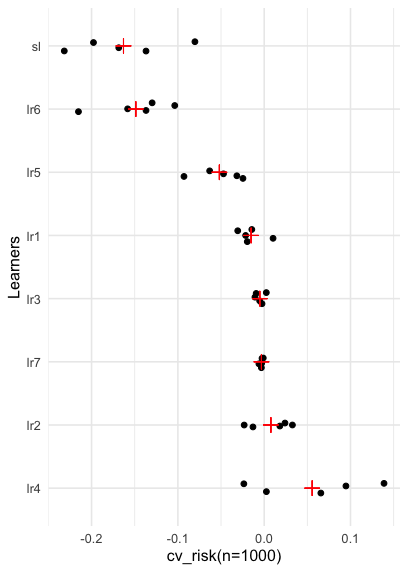 Learners
sl
lr6
lr5
lr1
lr3
lr7
lr2
lr4
-0.2
-0.1
0.0
0.1
cv_risk(n=1000)